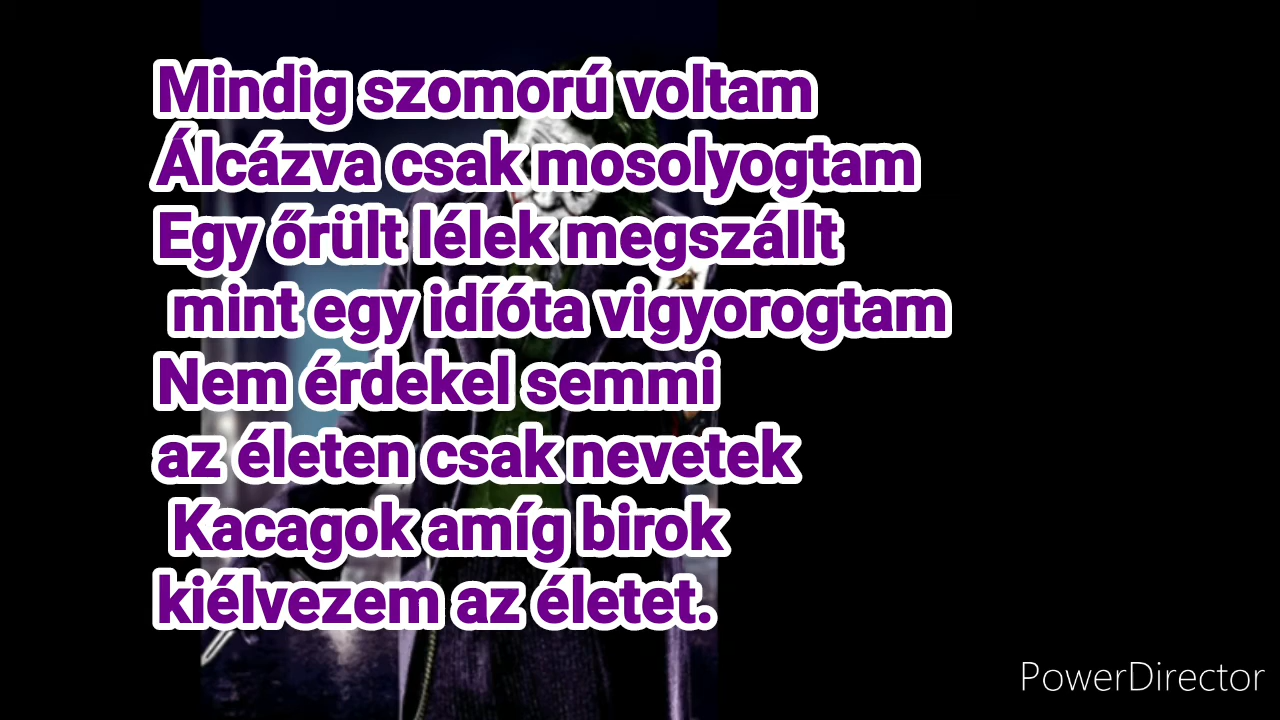 Mindig szomorú voltam
Álcázva csak mosolyogtam
Egy őrült lélek megszállt
mint egy idíóta vigyorogtam
Nem érdekel semmi
az életen csak nevetek
Kacagok amíg birok
kiélvezem az életet.
PowerDirector